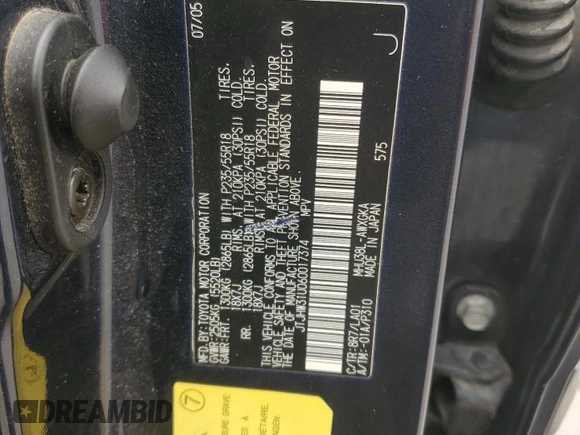 07/05
J
MFD.BY:TOYOTA MOTOR CORPORATION
GVWR:2505KG (5520LB)
GAWR:FRT. 1300KG (2865LB) WITH P235/55R18 TIRES,
18X7J RIMS, AT 210KPA (30PSI) COLD.
RR. 1300KG (2865LB) WITH P235/55R18 TIRES,
18X7J RIMS, AT 210KPA (30PSI) COLD.
THIS VEHICLE CONFORMS TO ALL APPLICABLE FEDERAL MOTOR
VEHICLE SAFETY AND THEFT PREVENTION STANDARDS IN EFFECT ON
THE DATE OF MANUFACTURE SHOWN ABOVE.
JTJHW31U060017374 MPV
575
C/TR:8R7/LA01 MHU38L-AWXGKA
A/TM:-01A/P310 MADE IN JAPAN
7
DREAMBID